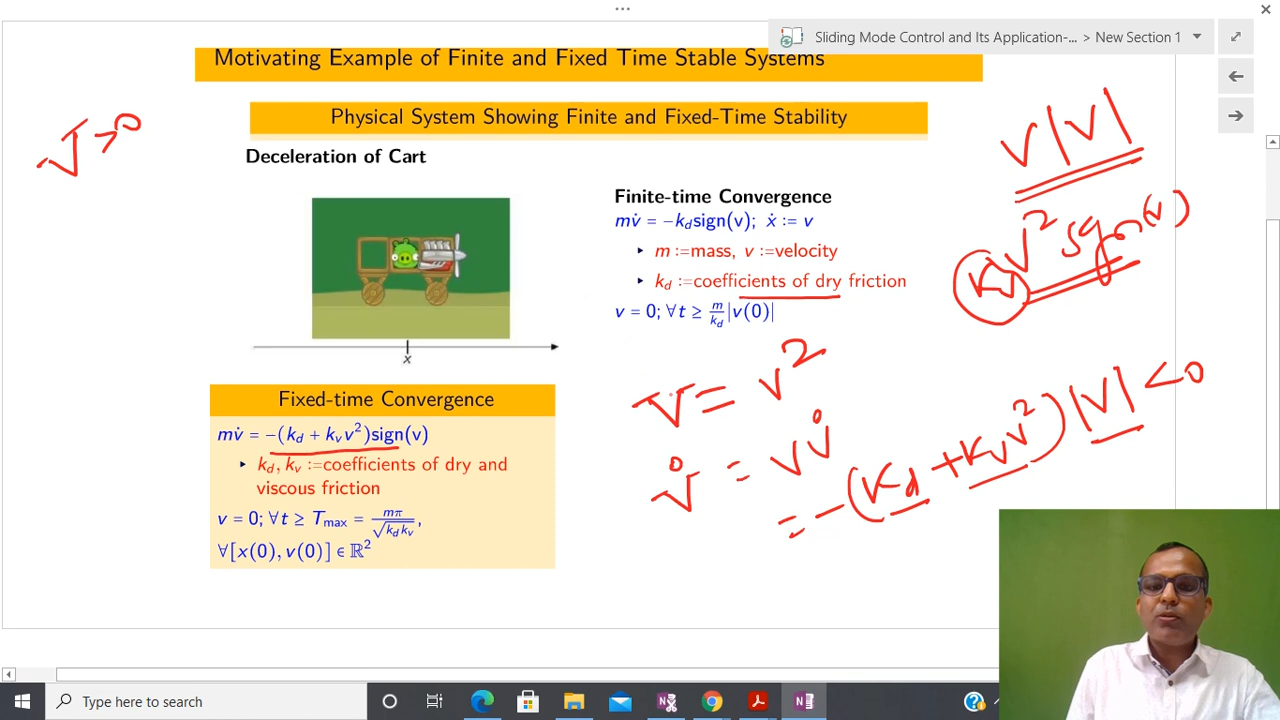 Sliding Mode Control and Its Application-... > New Section 1
Motivating Example of Finite and Fixed Time Stable Systems
Physical System Showing Finite and Fixed-Time Stability
V>0
Deceleration of Cart
V|V|
Finite-time Convergence
mv̇ = −k_d sign(v); ẋ := v
▸ m :=mass, v :=velocity
▸ k_d :=coefficients of dry friction
v = 0; ∀t ≥ m/k_d |v(0)|
k_v v² sgn(v)
x
Fixed-time Convergence
mv̇ = −(k_d + k_v v²)sign(v)
▸ k_d, k_v :=coefficients of dry and
viscous friction
v = 0; ∀t ≥ T_max = mπ/√(k_d k_v),
∀[x(0), v(0)] ∈ ℝ²
V = v²
V̇ = v v̇
= −(k_d + k_v v²)|v| < 0
Type here to search